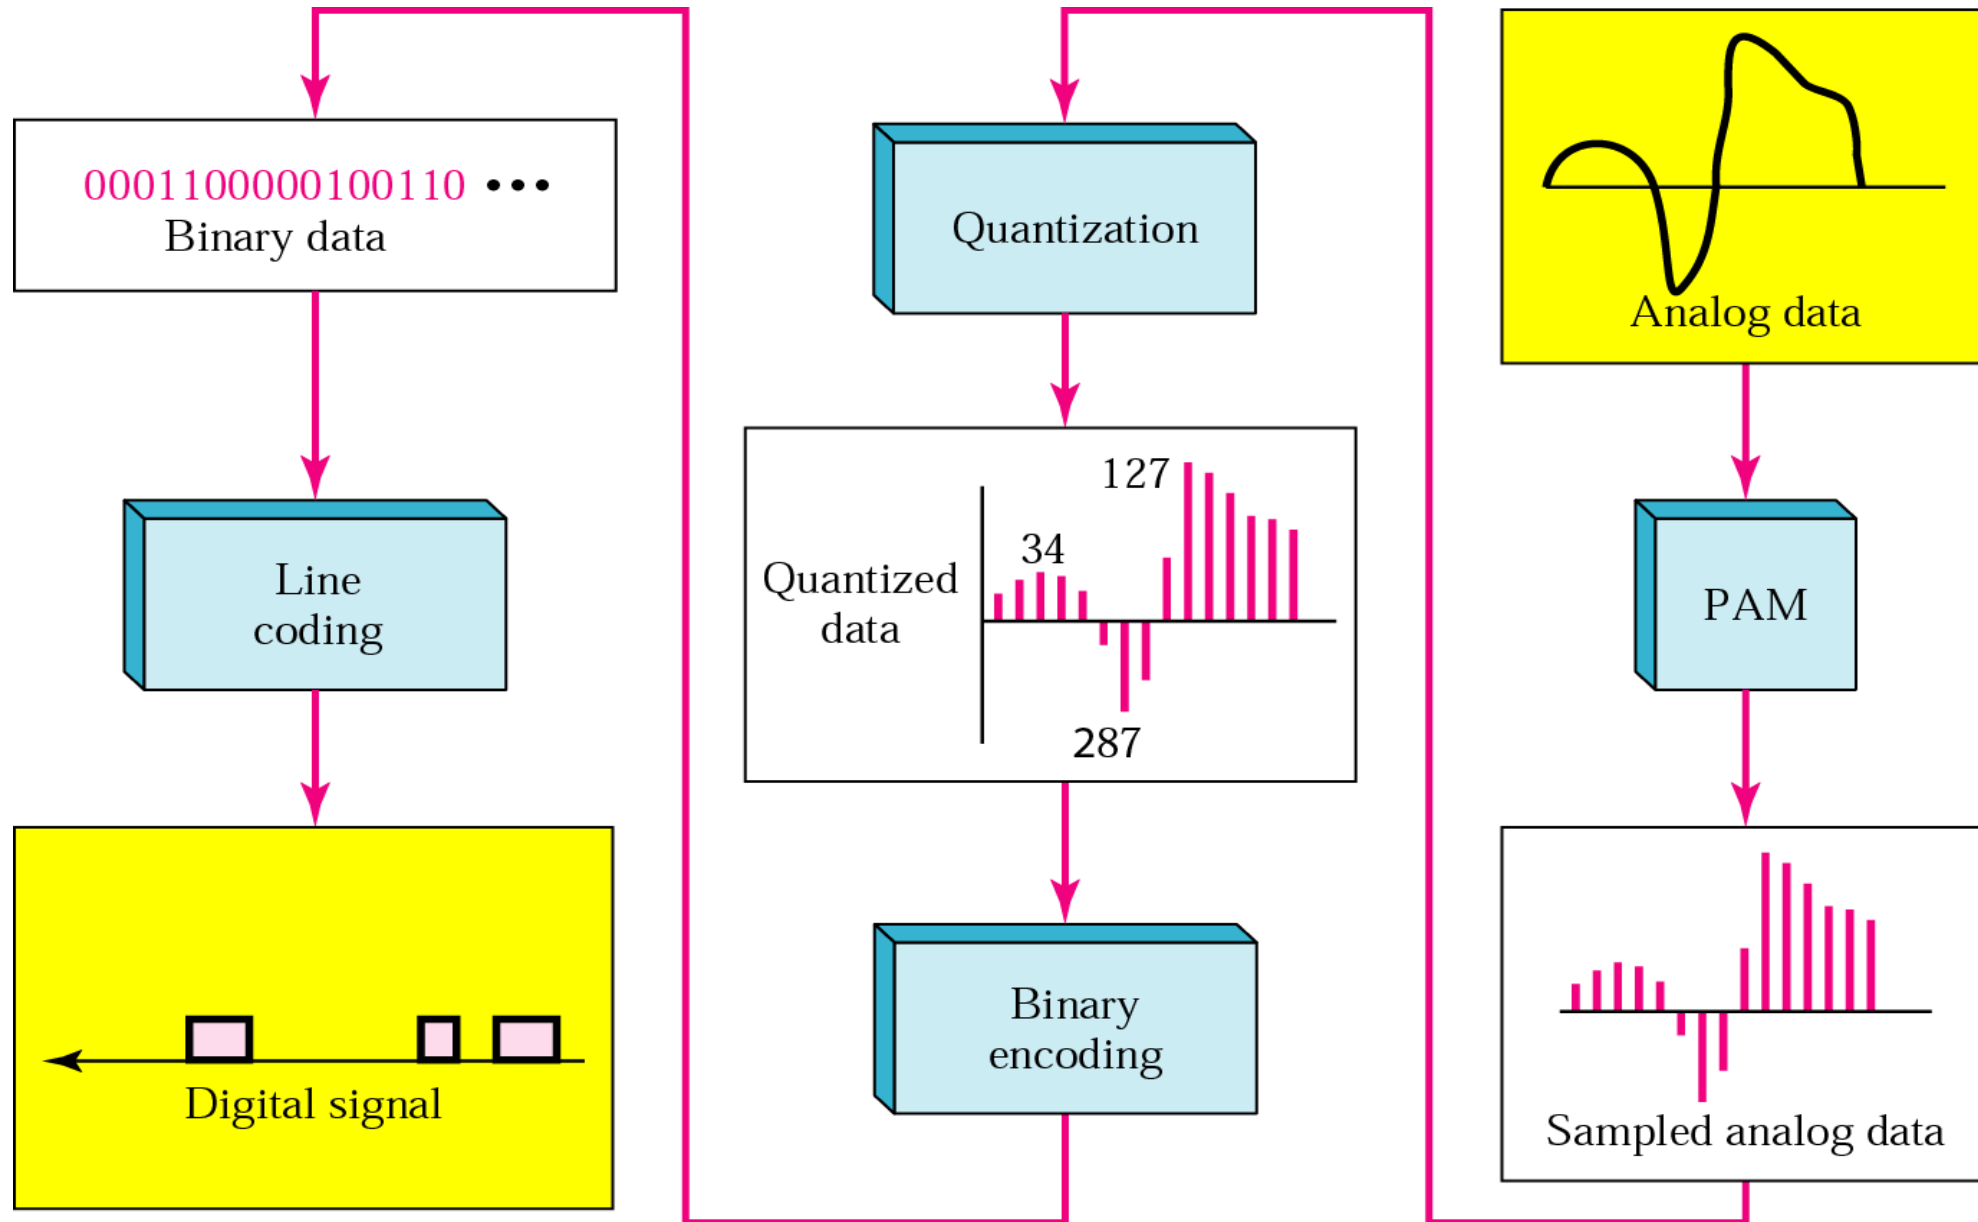 0001100000100110 •••
Binary data
Line
coding
Digital signal
Quantization
127
34
Quantized
data
287
Binary
encoding
Analog data
PAM
Sampled analog data